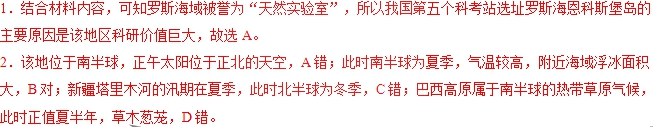 1．结合材料内容，可知罗斯海域被誉为“天然实验室”，所以我国第五个科考站选址罗斯海恩科斯堡岛的
主要原因是该地区科研价值巨大，故选 A。
2．该地位于南半球，正午太阳位于正北的天空，A 错；此时南半球为夏季，气温较高，附近海域浮冰面积
大，B 对；新疆塔里木河的汛期在夏季，此时北半球为冬季，C 错；巴西高原属于南半球的热带草原气候，
此时正值夏半年，草木葱茏，D 错。